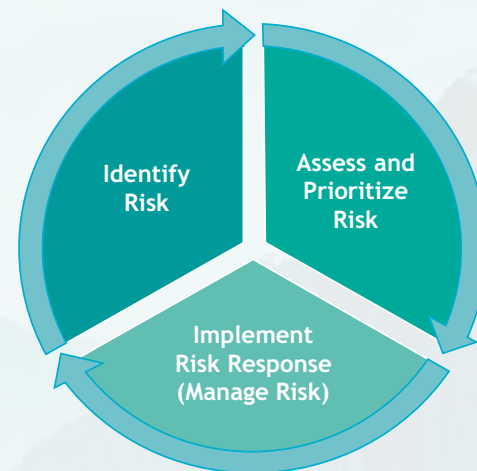 Identify
Risk
Assess and
Prioritize
Risk
Implement
Risk Response
(Manage Risk)